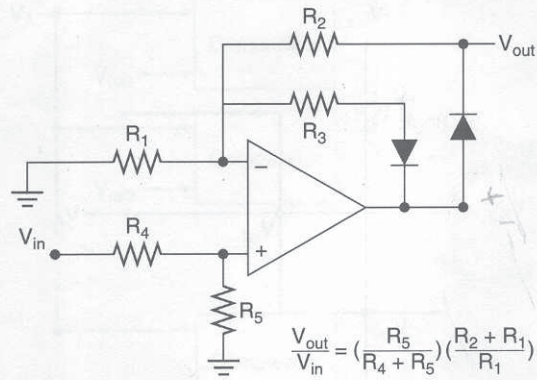 R2
Vout
R3
R1
−
Vin
R4
+
R5
Vout/Vin = (R5/(R4 + R5))((R2 + R1)/R1)